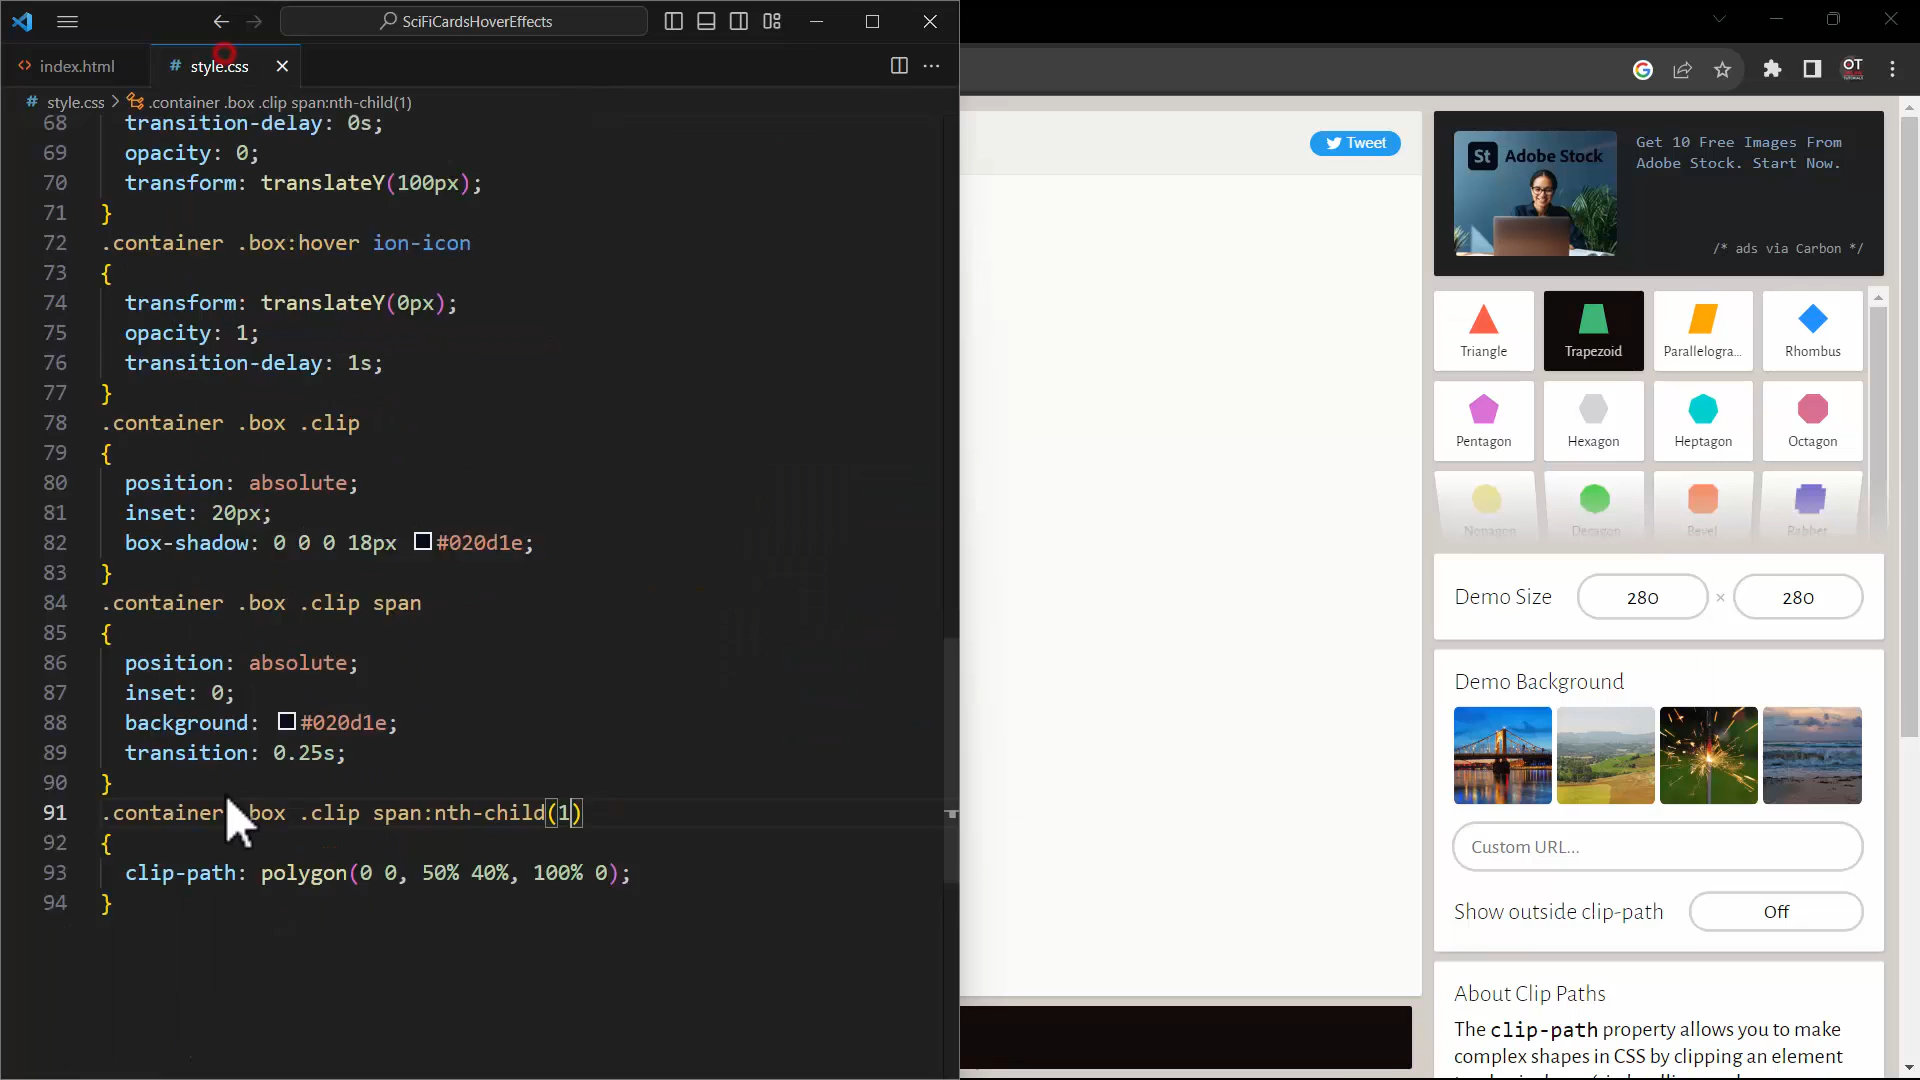 SciFiCardsHoverEffects
index.html
style.css
style.css
.container .box .clip span:nth-child(1)
68 transition-delay: 0s;
69 opacity: 0;
70 transform: translateY(100px);
71 }
72 .container .box:hover ion-icon
73 {
74 transform: translateY(0px);
75 opacity: 1;
76 transition-delay: 1s;
77 }
78 .container .box .clip
79 {
80 position: absolute;
81 inset: 20px;
82 box-shadow: 0 0 0 18px #020d1e;
83 }
84 .container .box .clip span
85 {
86 position: absolute;
87 inset: 0;
88 background: #020d1e;
89 transition: 0.25s;
90 }
91 .container .box .clip span:nth-child(1)
92 {
93 clip-path: polygon(0 0, 50% 40%, 100% 0);
94 }
OT
Tweet
St Adobe Stock
Get 10 Free Images From
Adobe Stock. Start Now.
/* ads via Carbon */
Triangle
Trapezoid
Parallelogra...
Rhombus
Pentagon
Hexagon
Heptagon
Octagon
Nonagon
Decagon
Bevel
Rabbet
Demo Size
280
×
280
Demo Background
Custom URL...
Show outside clip-path
Off
About Clip Paths
The clip-path property allows you to make
complex shapes in CSS by clipping an element